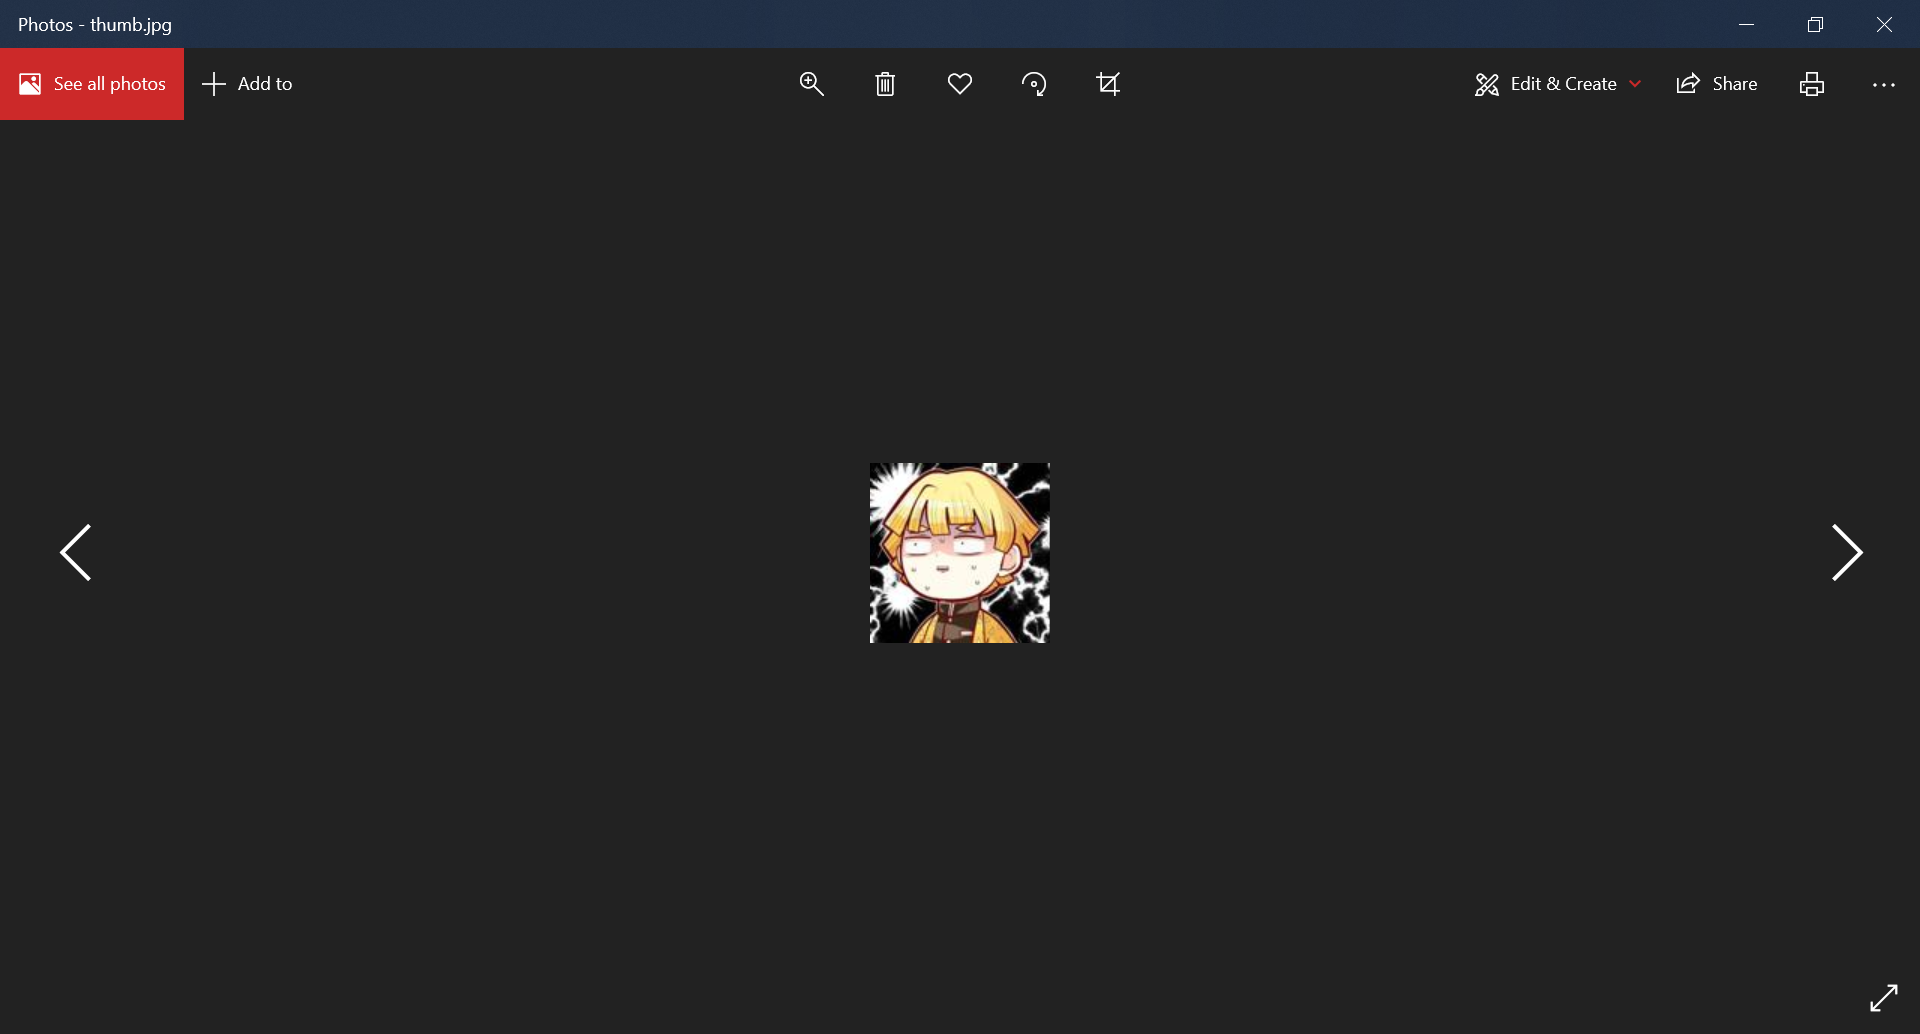 Photos - thumb.jpg
See all photos
Add to
Edit & Create
Share